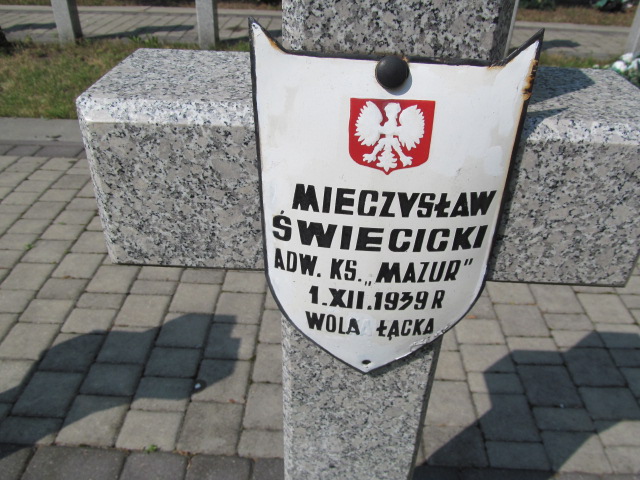 MIECZYSŁAW
ŚWIECICKI
ADW. KS. „MAZUR"
1.XII.1939 R
WOLA ŁĄCKA